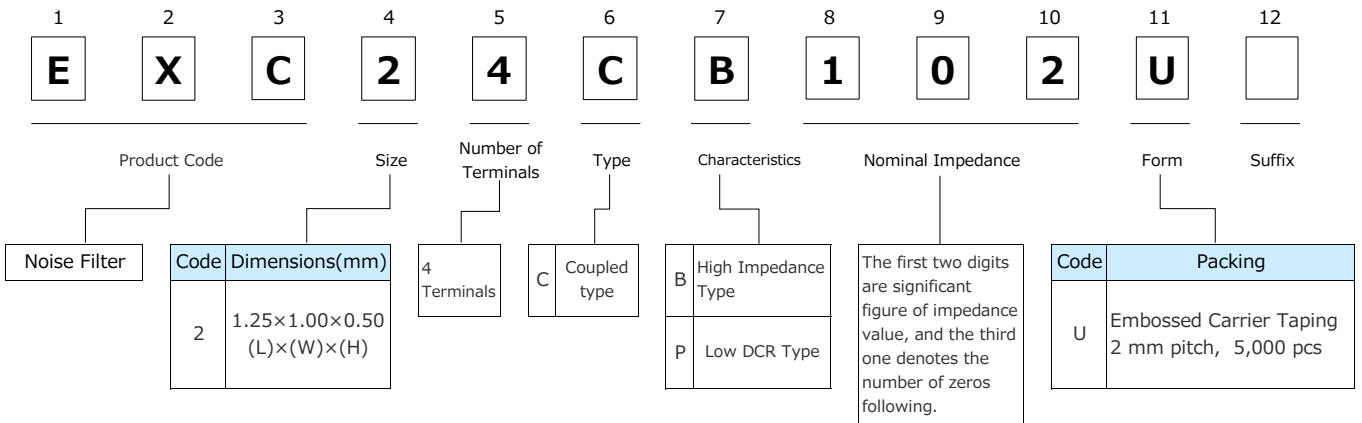 1 2 3 4 5 6 7 8 9 10 11 12
E X C 2 4 C B 1 0 2 U
Product Code
Size
Number of
Terminals
Type
Characteristics
Nominal Impedance
Form
Suffix
Noise Filter
Code Dimensions(mm)
2 1.25×1.00×0.50
(L)×(W)×(H)
4
Terminals
C Coupled
type
B High Impedance
Type
P Low DCR Type
The first two digits
are significant
figure of impedance
value, and the third
one denotes the
number of zeros
following.
Code Packing
U Embossed Carrier Taping
2 mm pitch, 5,000 pcs